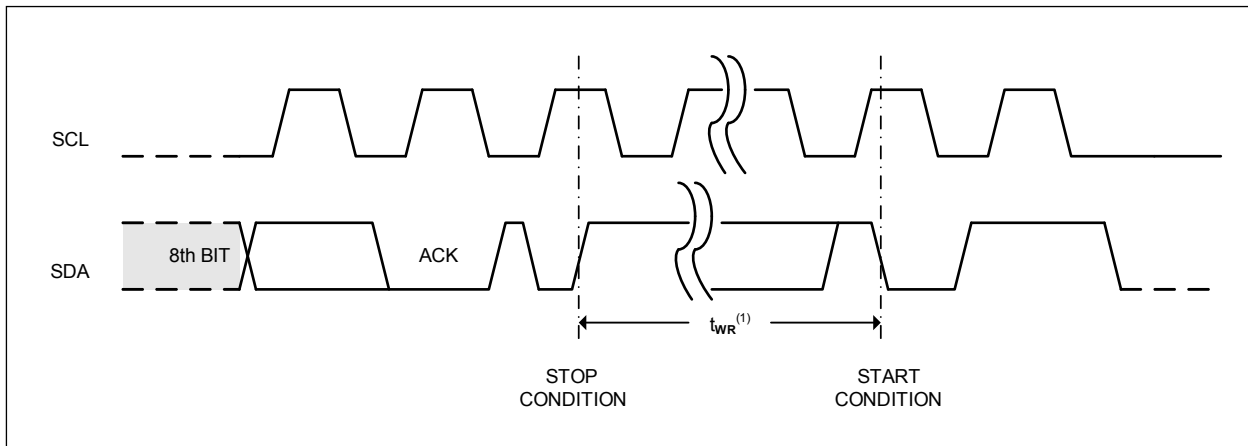 SCL
8th BIT
ACK
SDA
tWR(1)
STOP
CONDITION
START
CONDITION